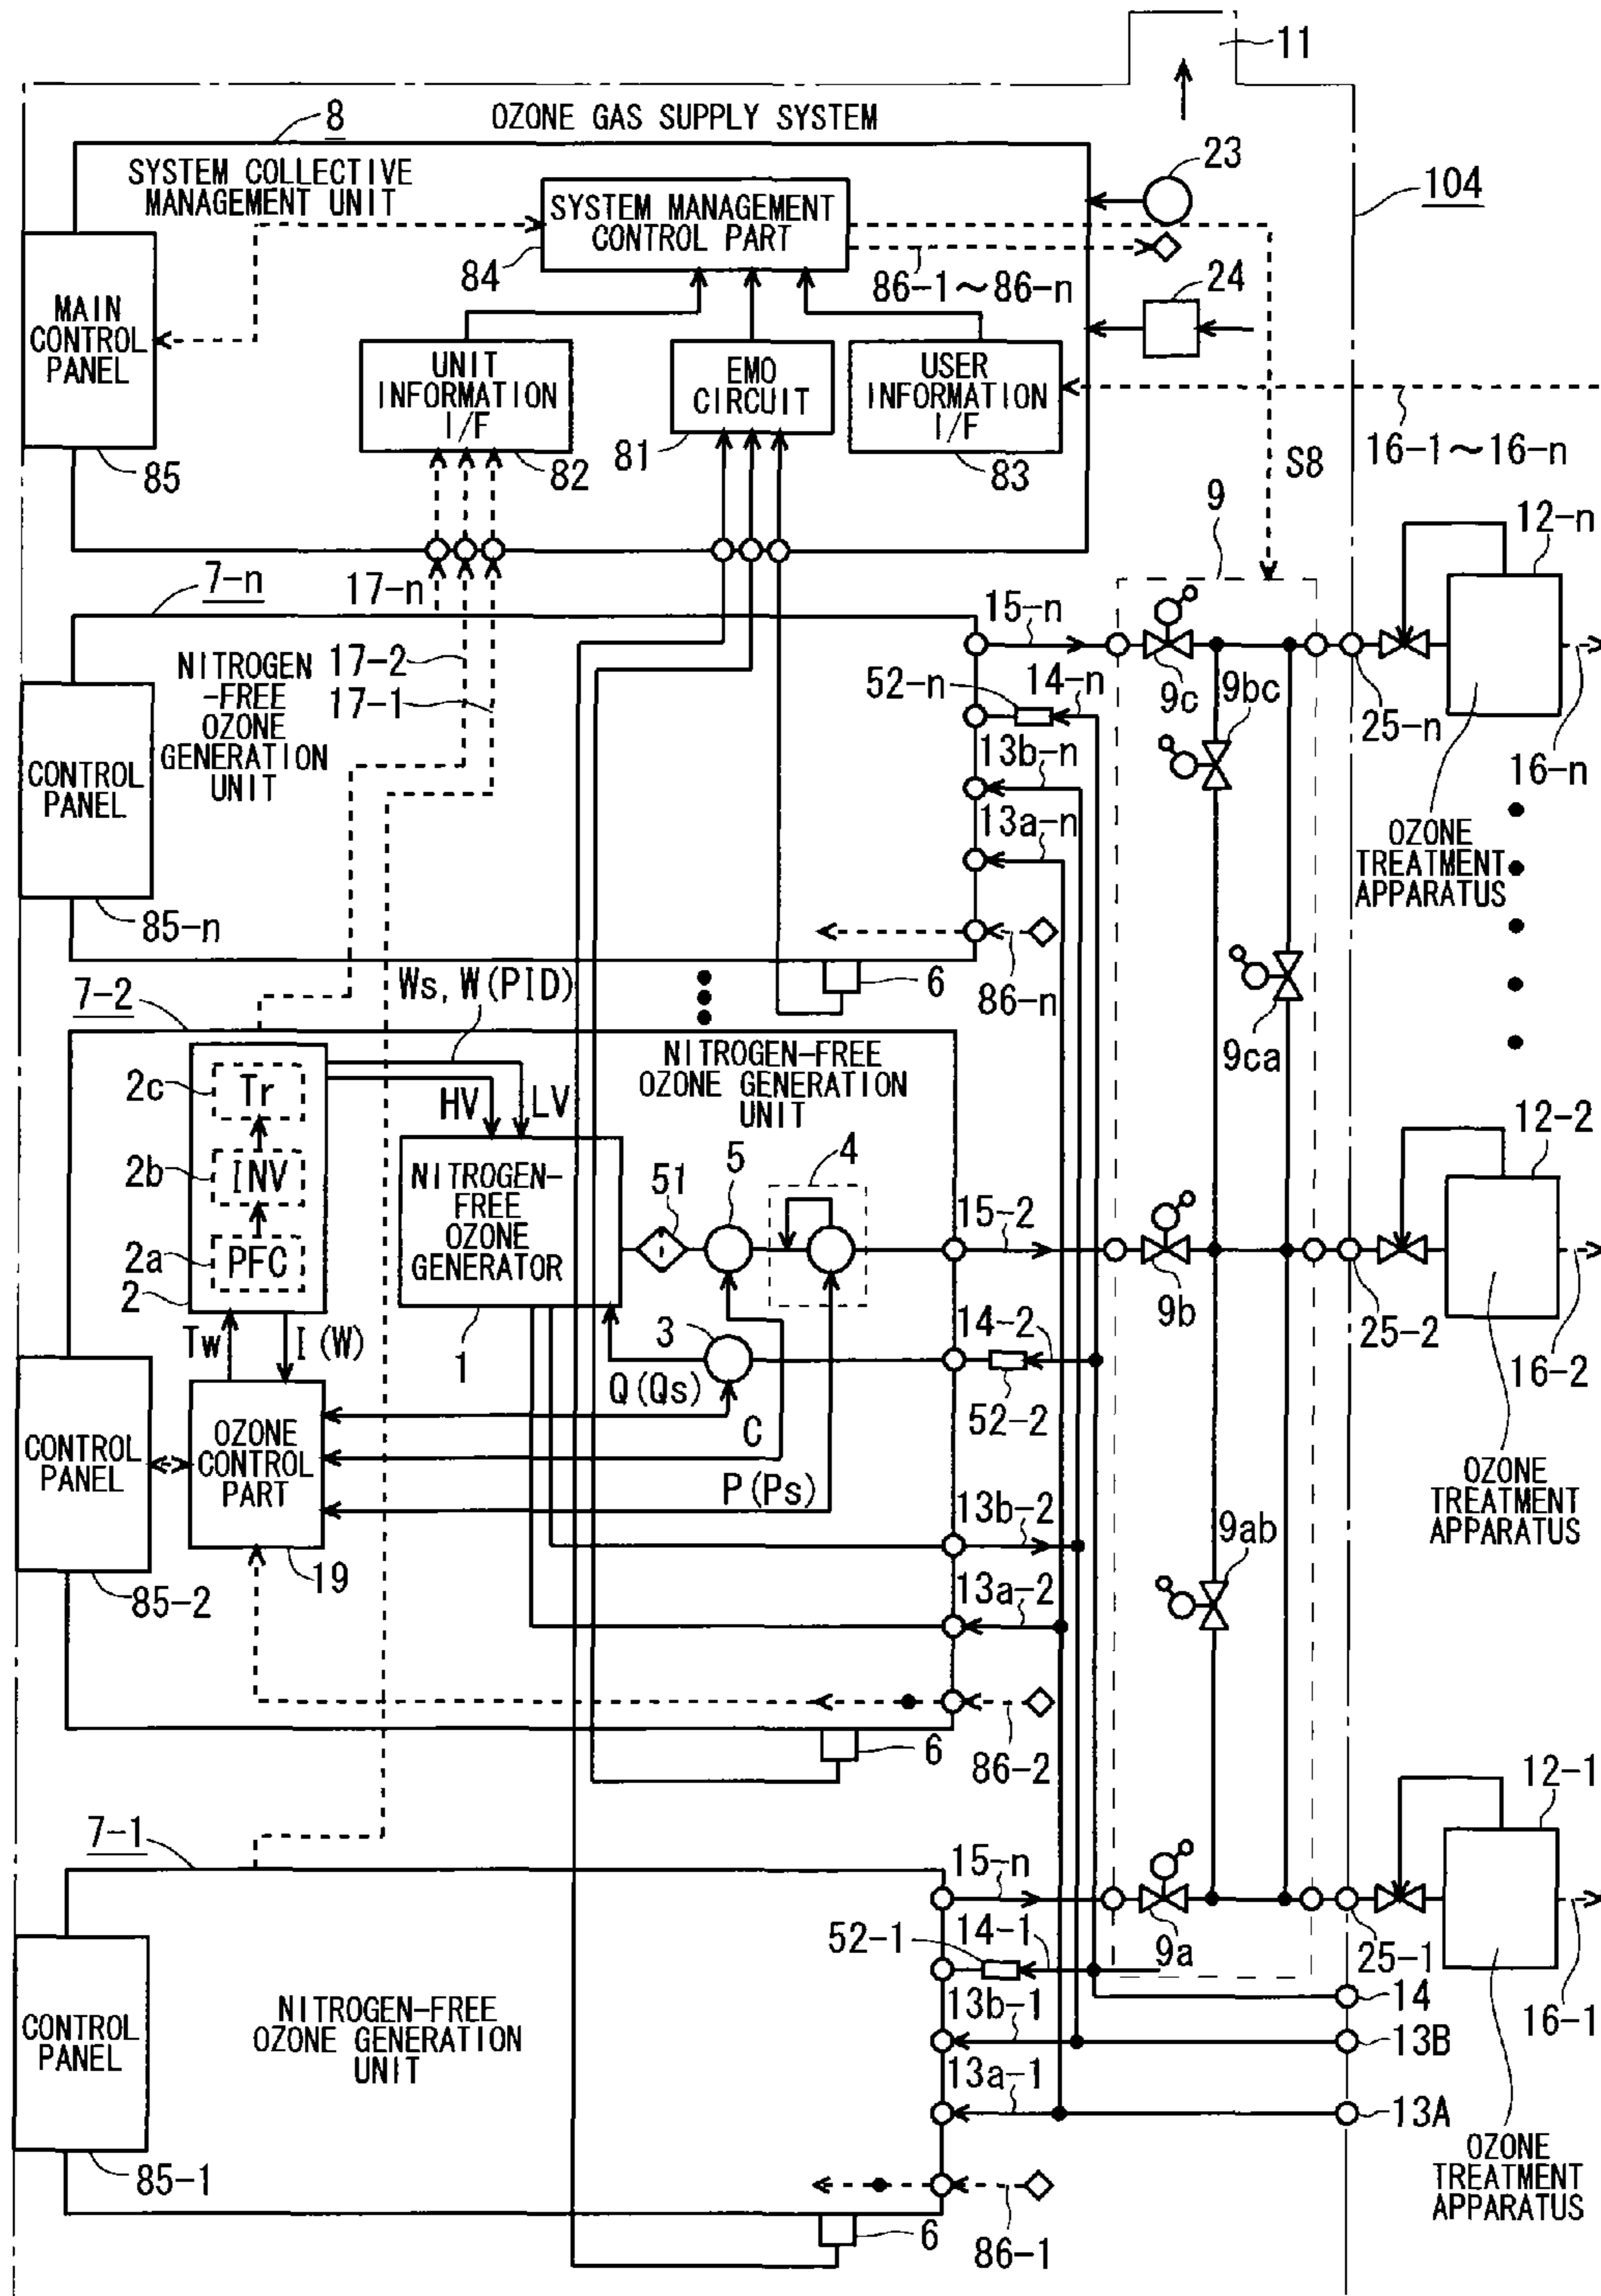 11
8
OZONE GAS SUPPLY SYSTEM
SYSTEM COLLECTIVE
MANAGEMENT UNIT
23
104
SYSTEM MANAGEMENT
CONTROL PART
84
86-1～86-n
24
MAIN
CONTROL
PANEL
85
UNIT
INFORMATION
I/F
82
EMO
CIRCUIT
81
USER
INFORMATION
I/F
83
16-1～16-n
S8
9
12-n
7-n
17-n
NITROGEN
-FREE
OZONE
GENERATION
UNIT
17-2
17-1
15-n
52-n
14-n
9c
9bc
25-n
16-n
13b-n
13a-n
CONTROL
PANEL
85-n
OZONE
TREATMENT
APPARATUS
6
86-n
9ca
7-2
Ws, W(PID)
NITROGEN-FREE
OZONE GENERATION
UNIT
2c
Tr
2b
INV
2a
PFC
2
HV
LV
NITROGEN-
FREE
OZONE
GENERATOR
1
51
5
4
15-2
12-2
9b
25-2
16-2
Tw
I(W)
3
14-2
52-2
Q(Qs)
C
P(Ps)
CONTROL
PANEL
85-2
OZONE
CONTROL
PART
19
13b-2
13a-2
OZONE
TREATMENT
APPARATUS
9ab
6
86-2
7-1
12-1
15-n
52-1
14-1
9a
25-1
16-1
14
13b-1
13B
13a-1
13A
NITROGEN-FREE
OZONE GENERATION
UNIT
CONTROL
PANEL
85-1
6
86-1
OZONE
TREATMENT
APPARATUS